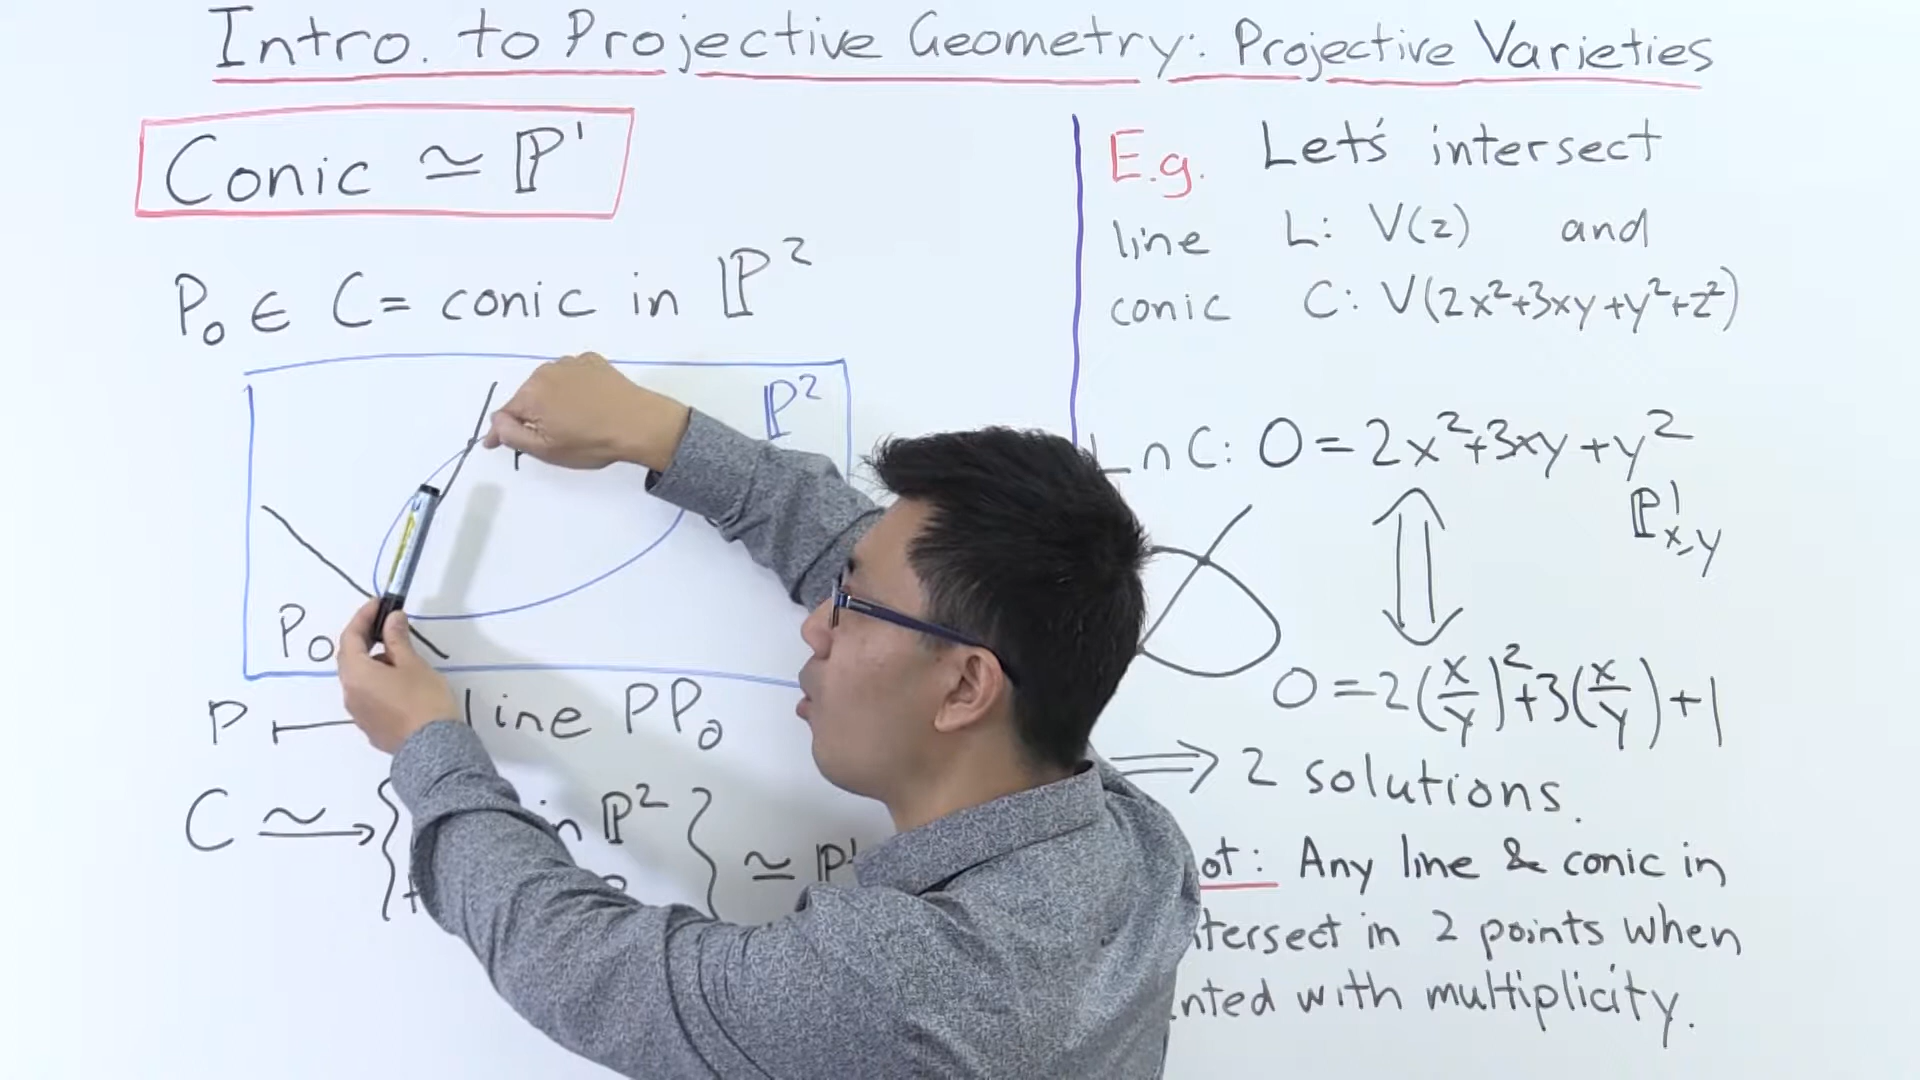 Intro. to Projective Geometry: Projective Varieties
Conic ≃ ℙ¹
P₀ ∈ C = conic in ℙ²
ℙ²
P₀
P ⟼ line PP₀
C ⥲ { in ℙ² } ≃ ℙ¹
E.g. Let's intersect
line L: V(z) and
conic C: V(2x²+3xy+y²+z²)
L∩C: 0 = 2x²+3xy+y²
ℙ¹x,y
0 = 2(x/y)²+3(x/y)+1
⟹ 2 solutions.
: Any line & conic in
in 2 points when
with multiplicity.